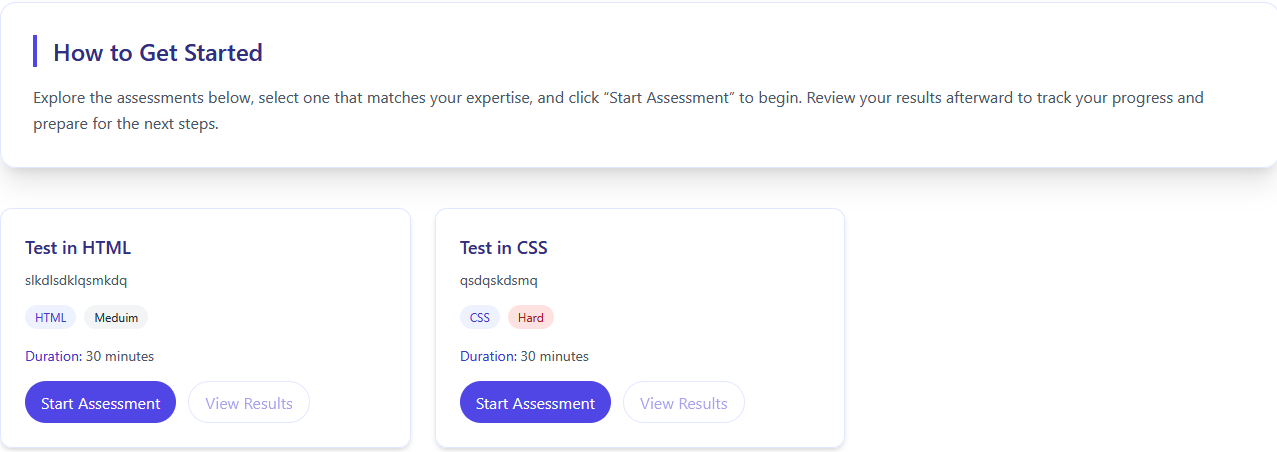 How to Get Started
Explore the assessments below, select one that matches your expertise, and click “Start Assessment” to begin. Review your results afterward to track your progress and
prepare for the next steps.
Test in HTML
slkdlsdklqsmkdq
HTML Meduim
Duration: 30 minutes
Start Assessment View Results
Test in CSS
qsdqskdsmq
CSS Hard
Duration: 30 minutes
Start Assessment View Results